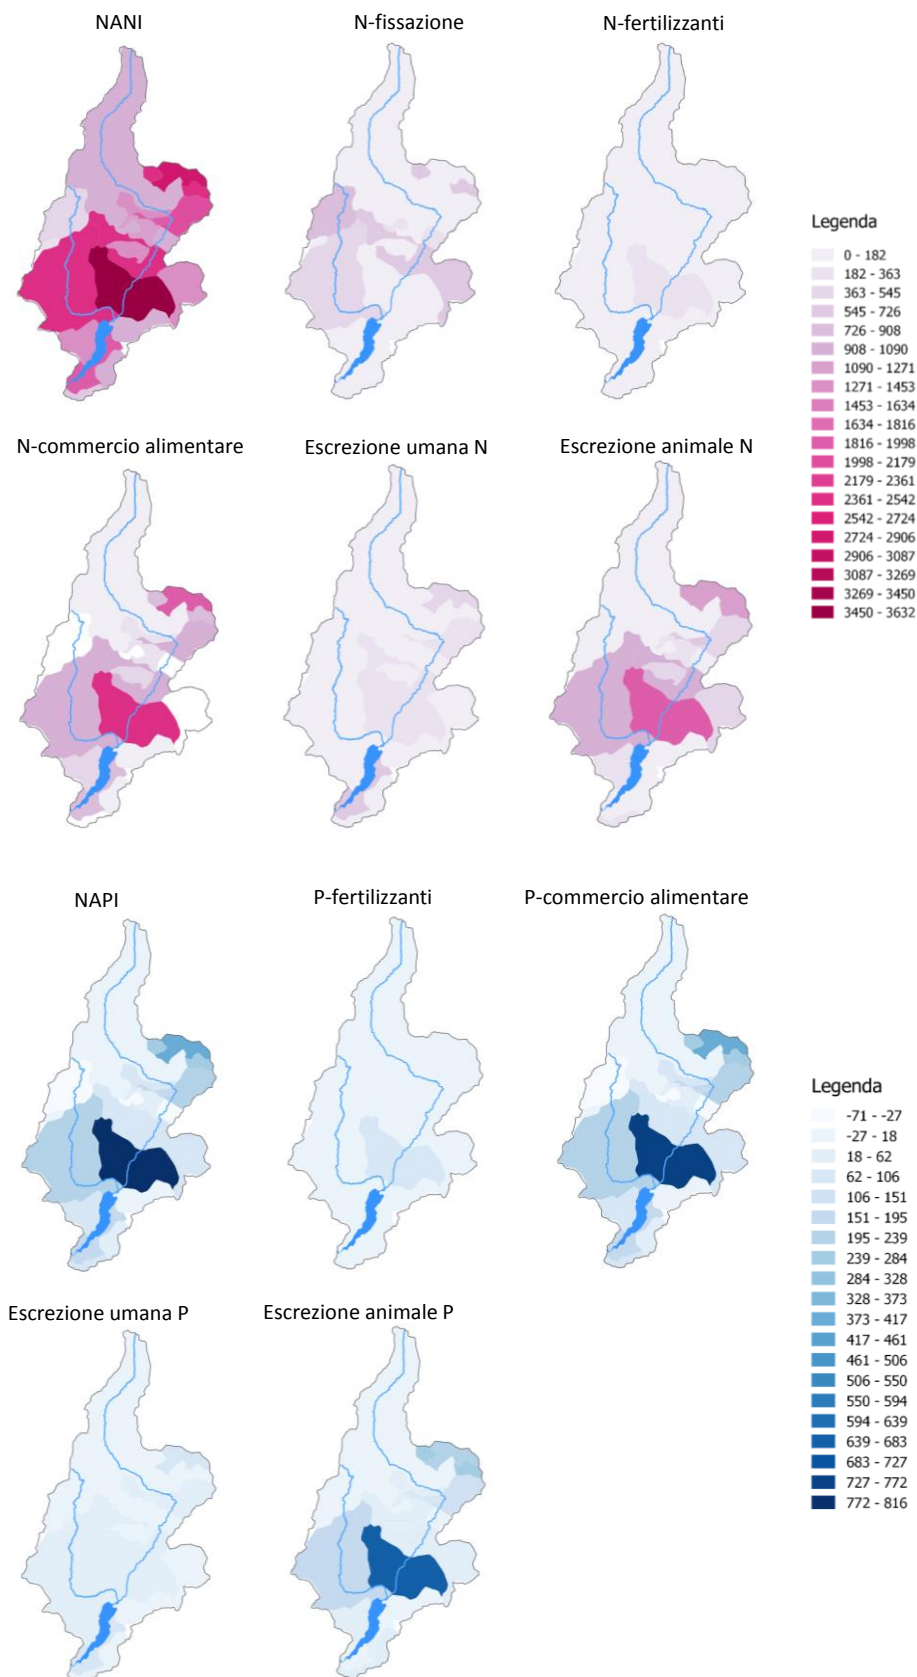 NANI
N-fissazione
N-fertilizzanti
Legenda
0 - 182
182 - 363
363 - 545
545 - 726
726 - 908
908 - 1090
1090 - 1271
1271 - 1453
1453 - 1634
1634 - 1816
1816 - 1998
1998 - 2179
2179 - 2361
2361 - 2542
2542 - 2724
2724 - 2906
2906 - 3087
3087 - 3269
3269 - 3450
3450 - 3632
N-commercio alimentare
Escrezione umana N
Escrezione animale N
NAPI
P-fertilizzanti
P-commercio alimentare
Legenda
-71 - -27
-27 - 18
18 - 62
62 - 106
106 - 151
151 - 195
195 - 239
239 - 284
284 - 328
328 - 373
373 - 417
417 - 461
461 - 506
506 - 550
550 - 594
594 - 639
639 - 683
683 - 727
727 - 772
772 - 816
Escrezione umana P
Escrezione animale P